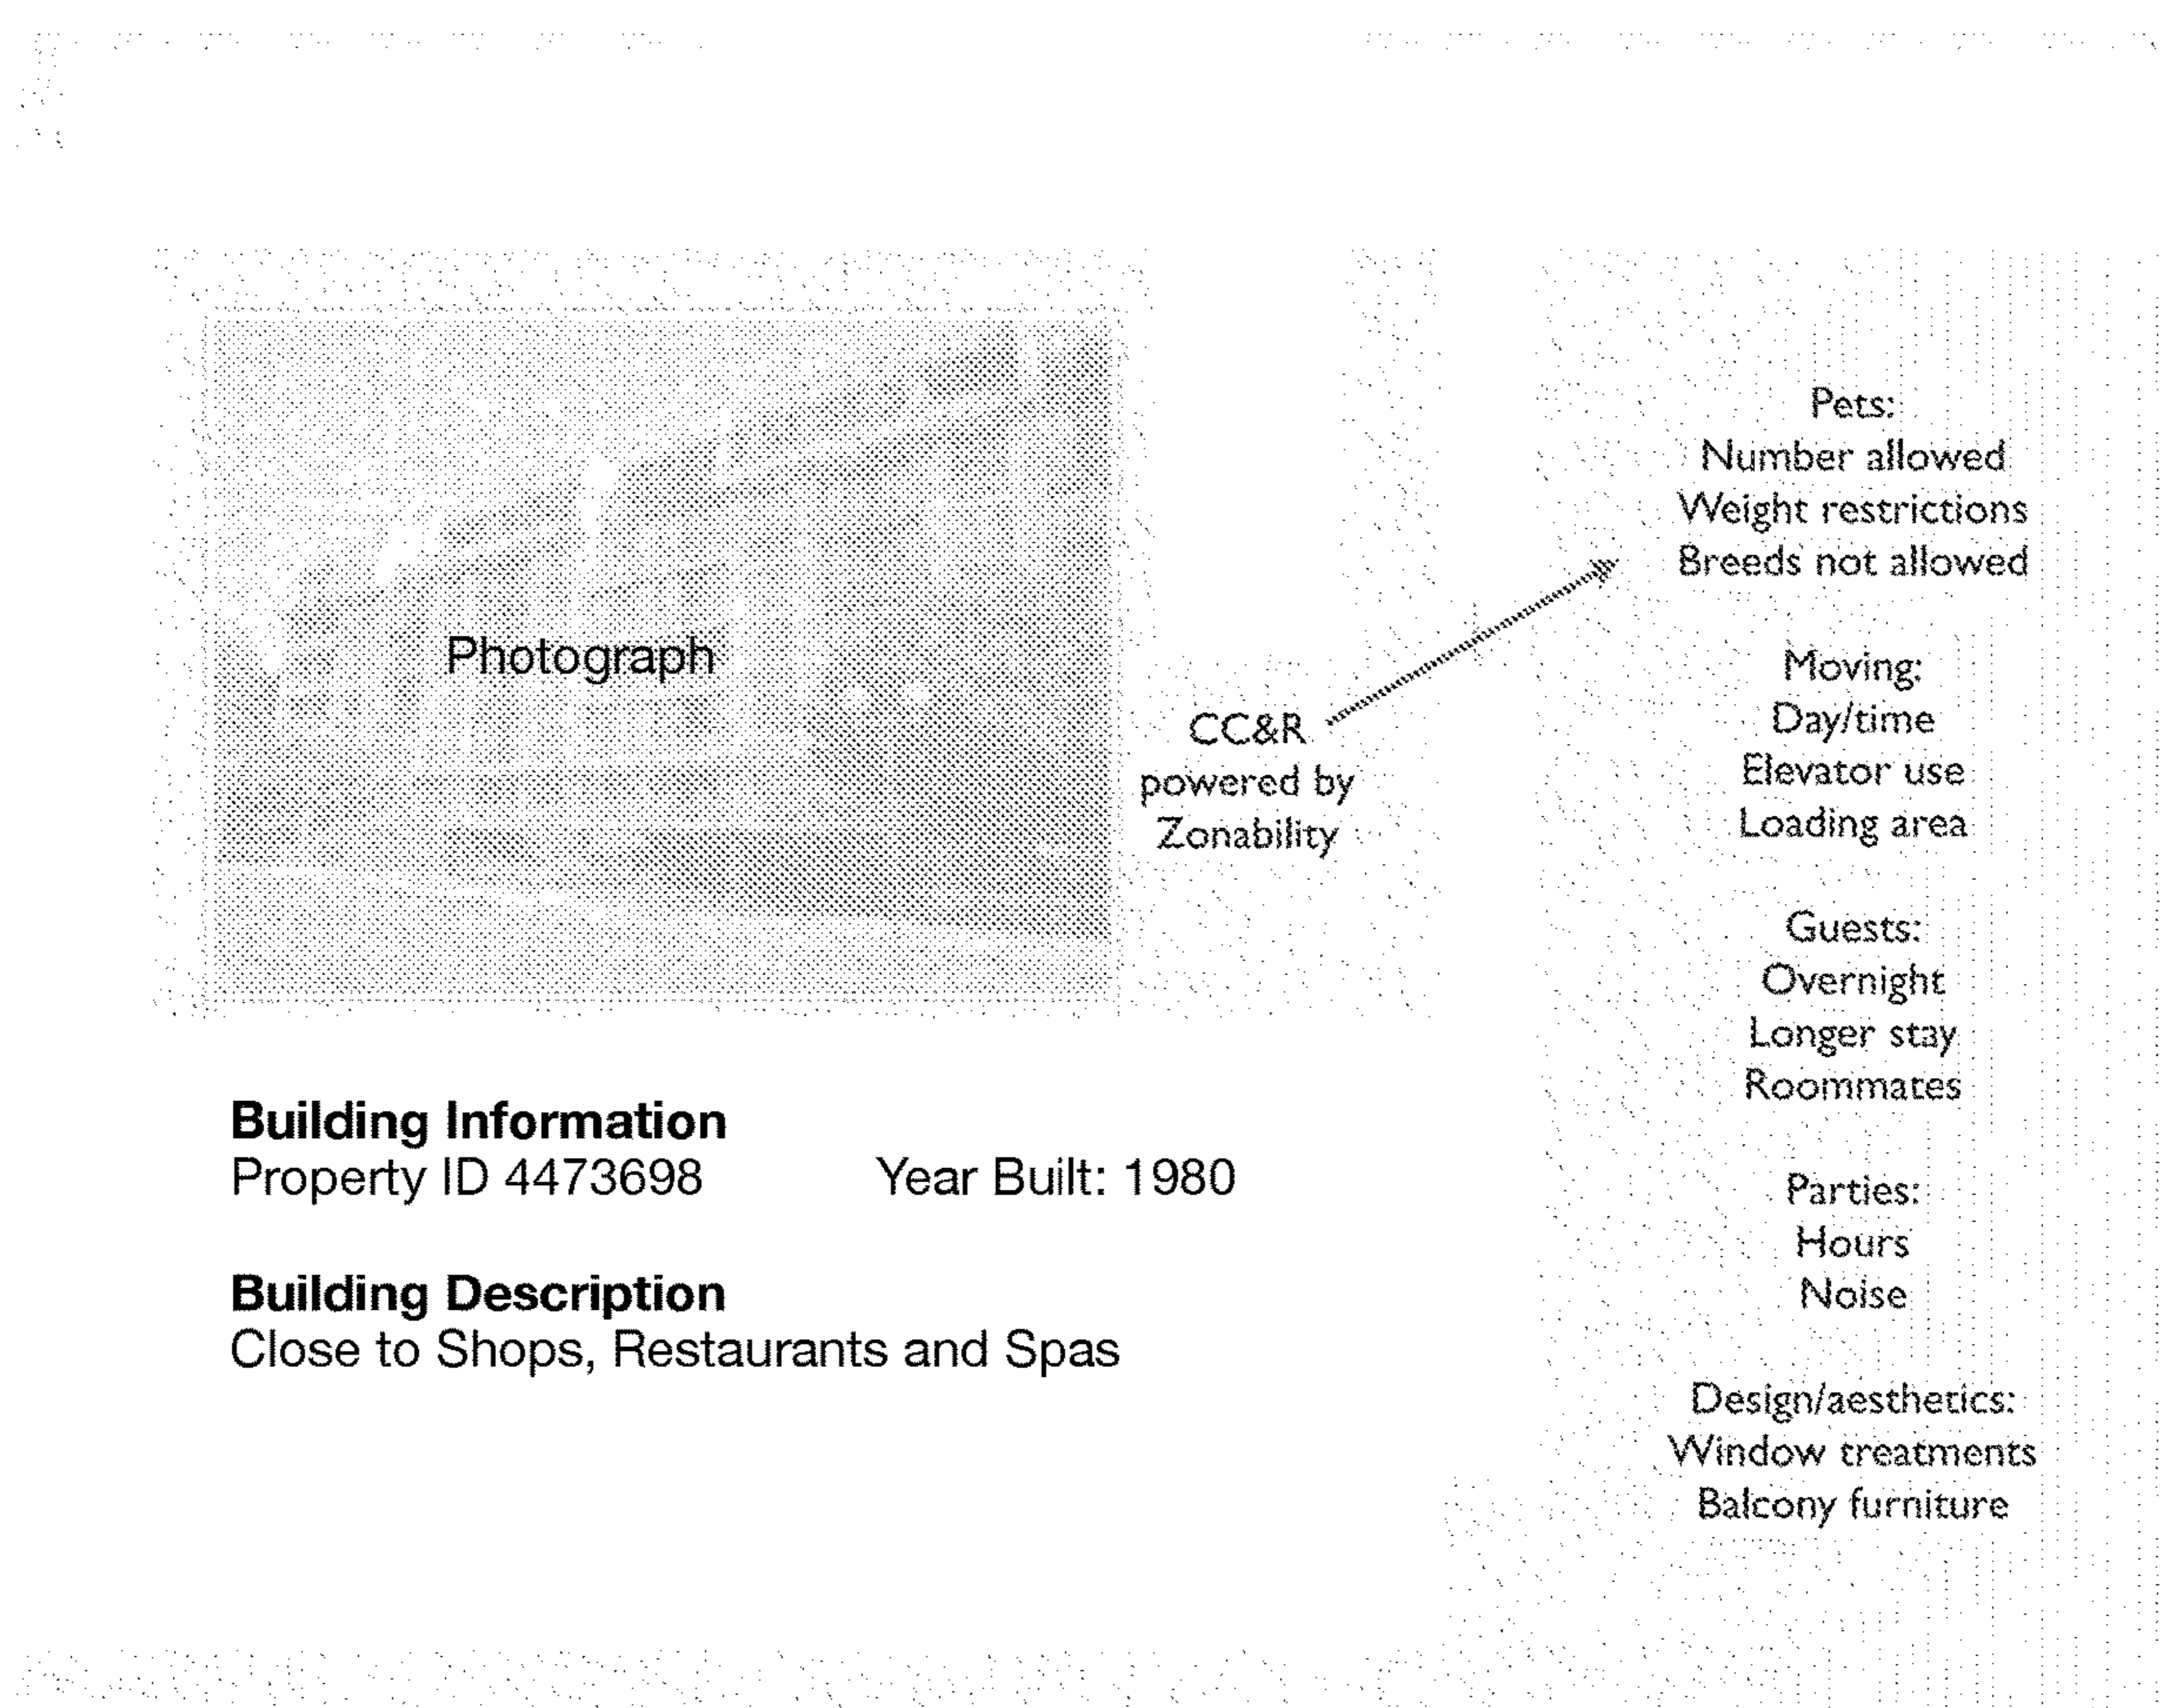 Photograph
CC&R
powered by
Zonability
Pets:
Number allowed
Weight restrictions
Breeds not allowed
Moving:
Day/time
Elevator use
Loading area
Guests:
Overnight
Longer stay
Roommates
Parties:
Hours
Noise
Design/aesthetics:
Window treatments
Balcony furniture
Building Information
Property ID 4473698 Year Built: 1980
Building Description
Close to Shops, Restaurants and Spas